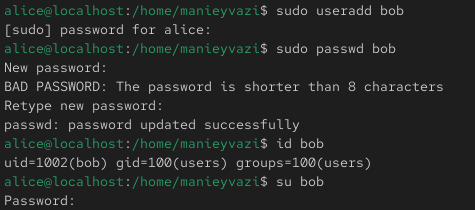 alice@localhost:/home/manieyvazi$ sudo useradd bob
[sudo] password for alice:
alice@localhost:/home/manieyvazi$ sudo passwd bob
New password:
BAD PASSWORD: The password is shorter than 8 characters
Retype new password:
passwd: password updated successfully
alice@localhost:/home/manieyvazi$ id bob
uid=1002(bob) gid=100(users) groups=100(users)
alice@localhost:/home/manieyvazi$ su bob
Password: